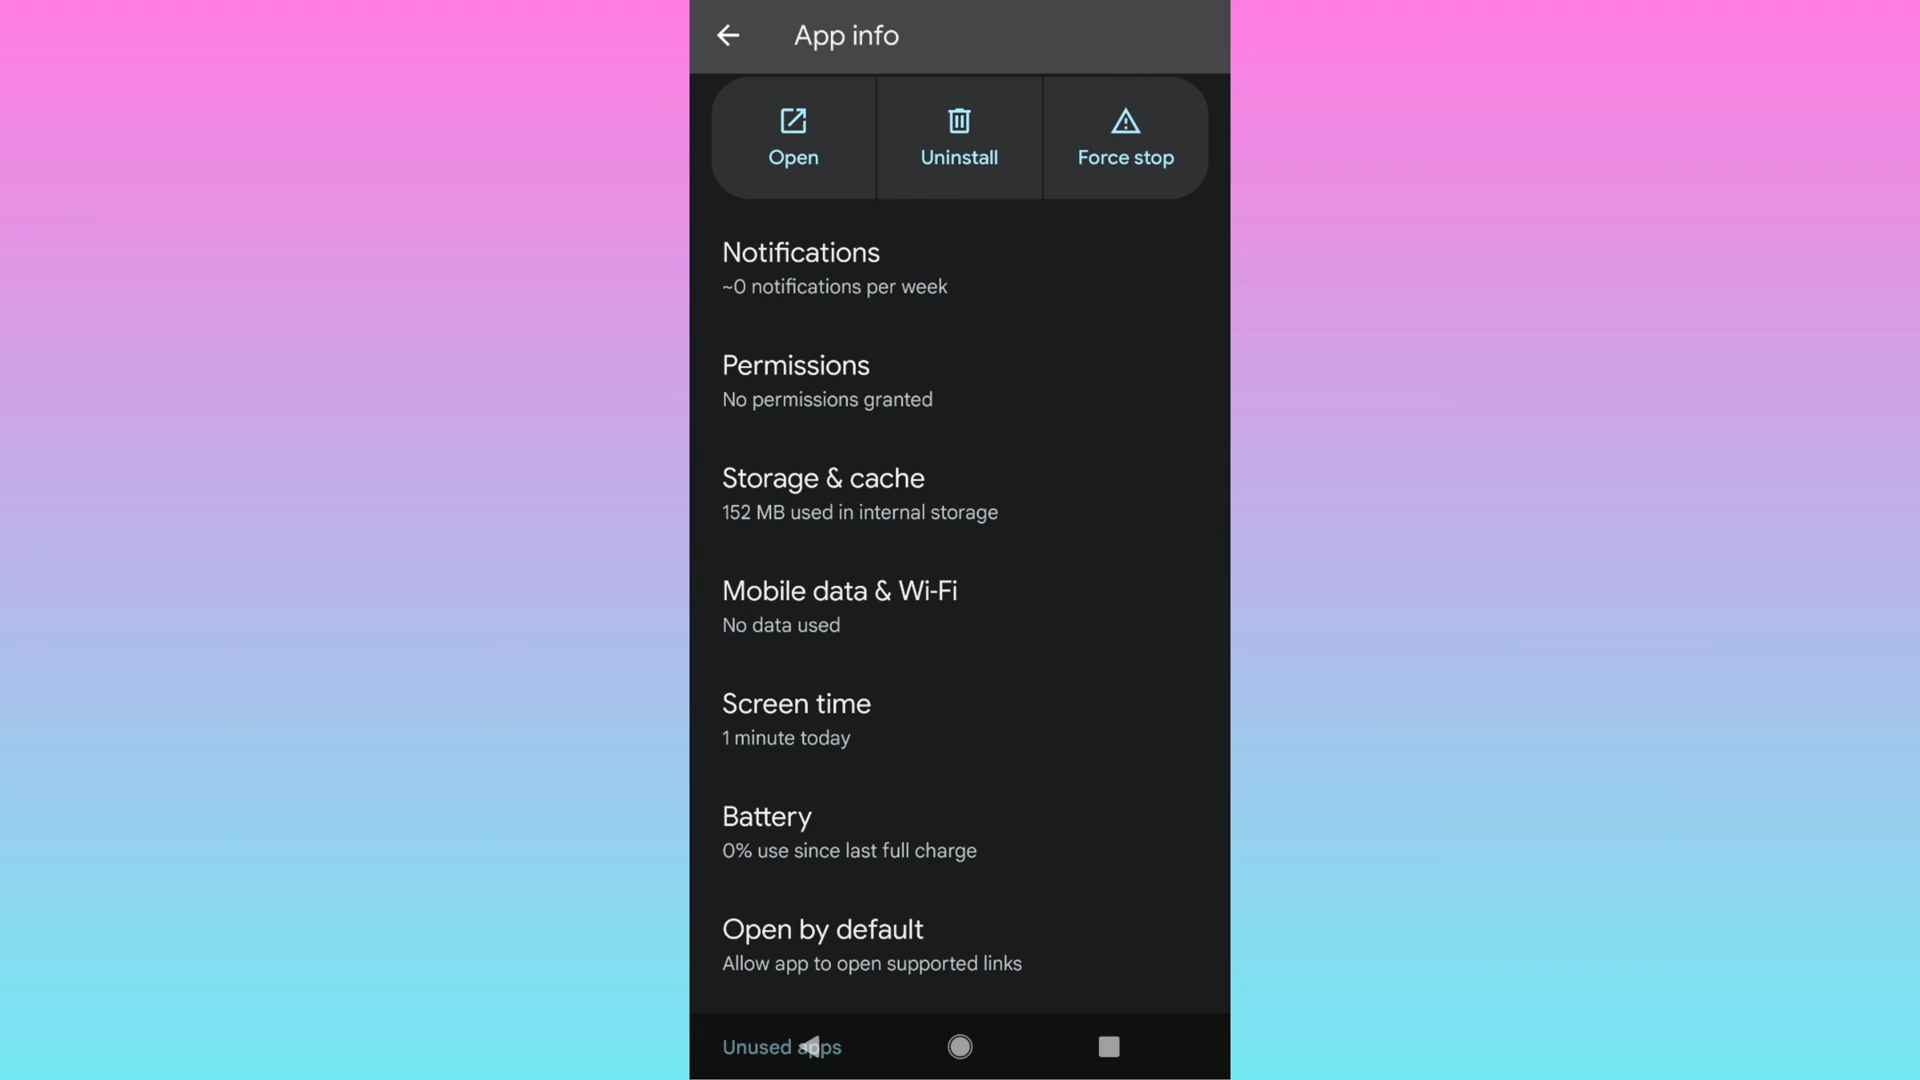 App info
Open
Uninstall
Force stop
Notifications
~0 notifications per week
Permissions
No permissions granted
Storage & cache
152 MB used in internal storage
Mobile data & Wi-Fi
No data used
Screen time
1 minute today
Battery
0% use since last full charge
Open by default
Allow app to open supported links
Unused apps